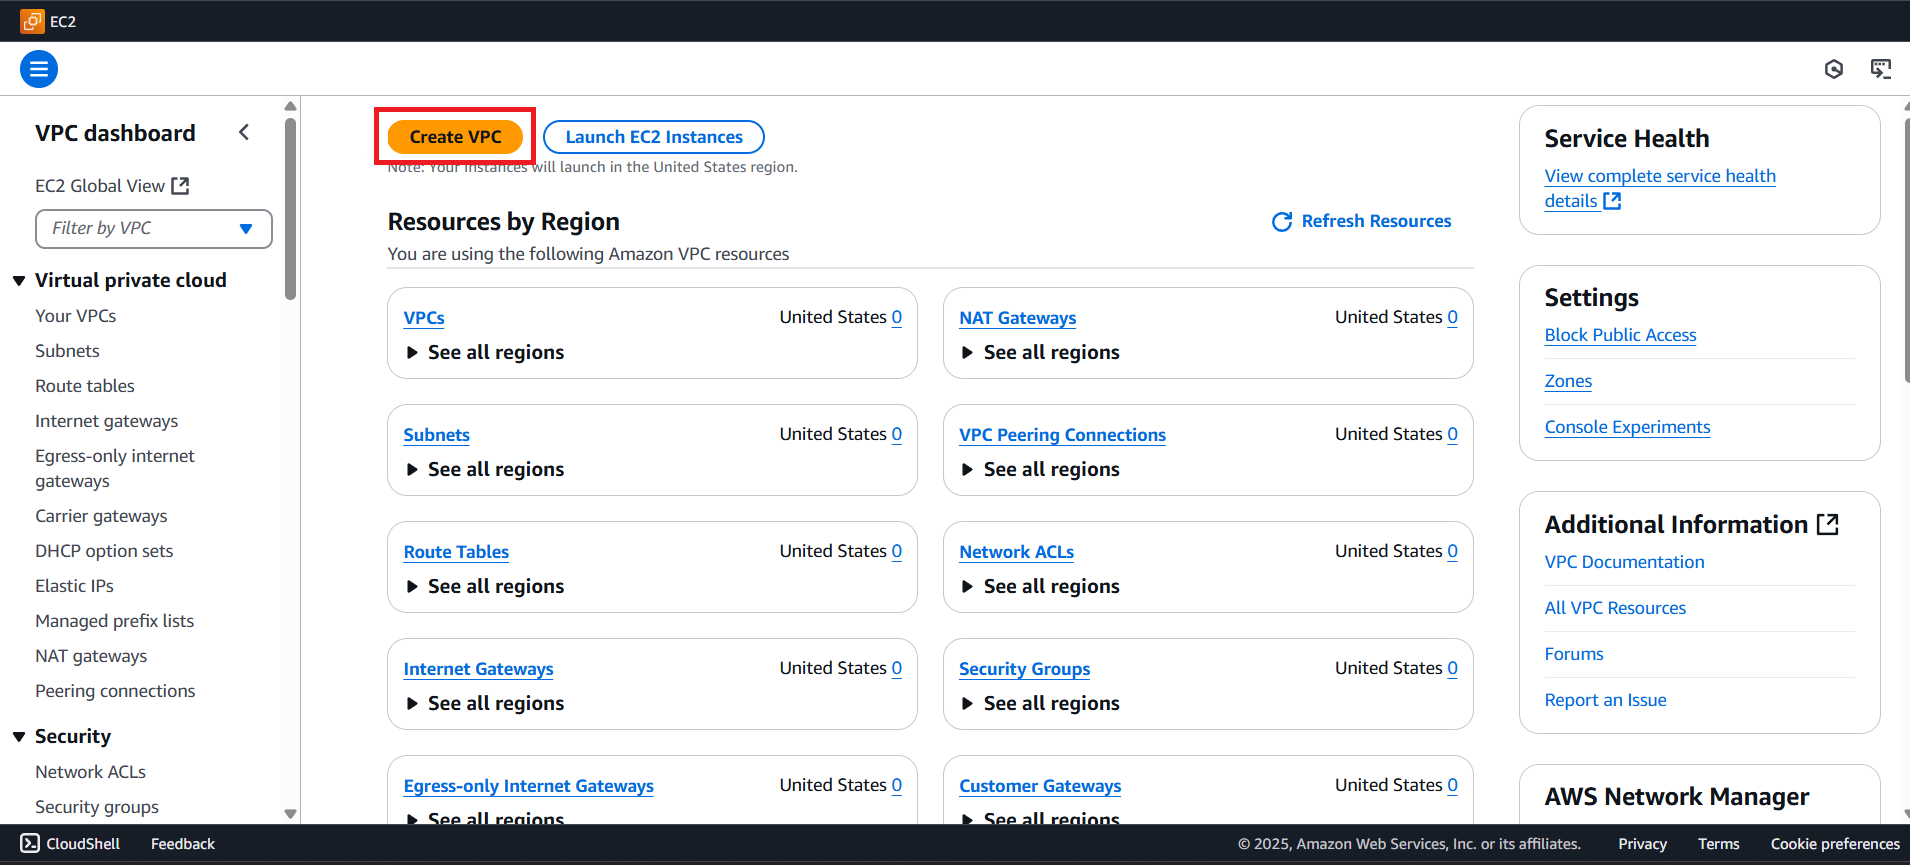 EC2
VPC dashboard
EC2 Global View
Filter by VPC
Virtual private cloud
Your VPCs
Subnets
Route tables
Internet gateways
Egress-only internet
gateways
Carrier gateways
DHCP option sets
Elastic IPs
Managed prefix lists
NAT gateways
Peering connections
Security
Network ACLs
Security groups
Create VPC
Launch EC2 Instances
Note: Your Instances will launch in the United States region.
Resources by Region
Refresh Resources
You are using the following Amazon VPC resources
VPCs United States 0
See all regions
NAT Gateways United States 0
See all regions
Subnets United States 0
See all regions
VPC Peering Connections United States 0
See all regions
Route Tables United States 0
See all regions
Network ACLs United States 0
See all regions
Internet Gateways United States 0
See all regions
Security Groups United States 0
See all regions
Egress-only Internet Gateways United States 0
See all regions
Customer Gateways United States 0
See all regions
Service Health
View complete service health
details
Settings
Block Public Access
Zones
Console Experiments
Additional Information
VPC Documentation
All VPC Resources
Forums
Report an Issue
AWS Network Manager
CloudShell
Feedback
© 2025, Amazon Web Services, Inc. or its affiliates.
Privacy
Terms
Cookie preferences